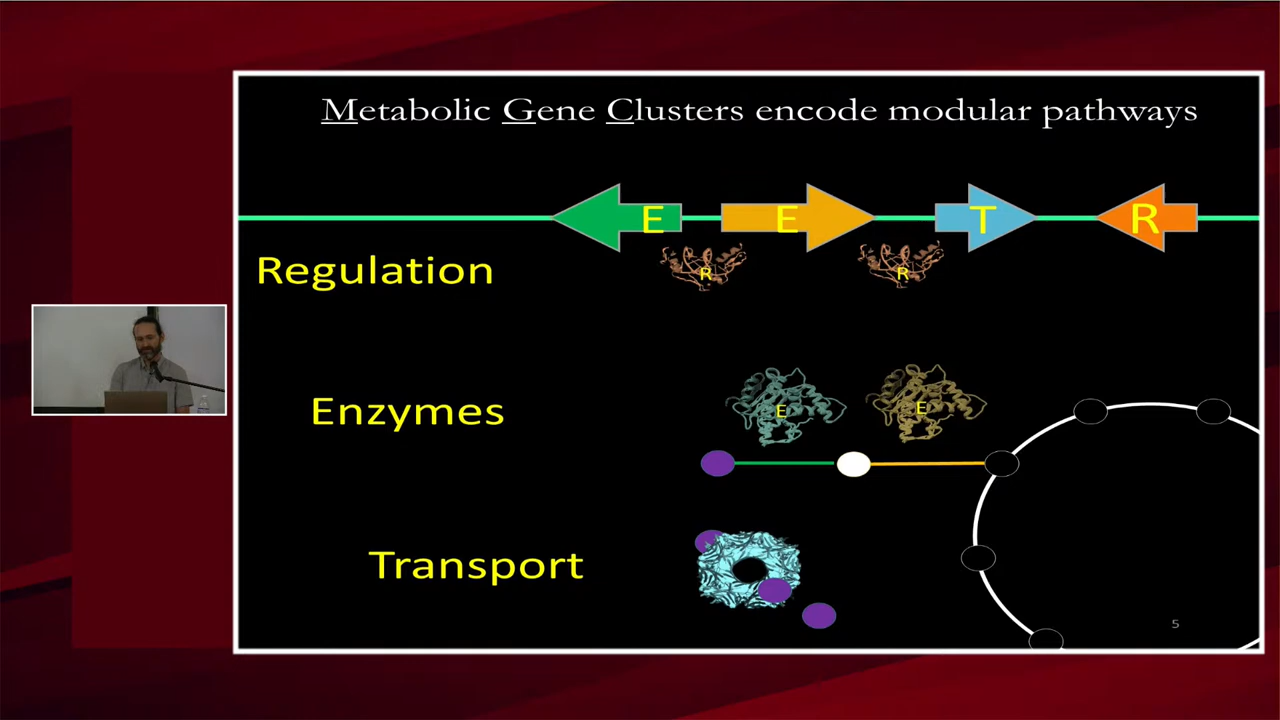 Metabolic Gene Clusters encode modular pathways
E E T R
R R
Regulation
E E
Enzymes
Transport
5